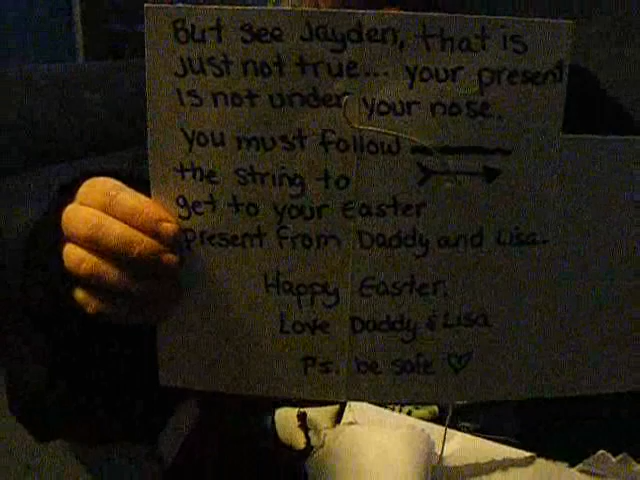 But see Jayden, that is
Just not true... your present
is not under your nose.
You must follow
the string to
get to your Easter
present from Daddy and Lisa.
Happy Easter.
Love Daddy & Lisa
Ps. be safe ♡